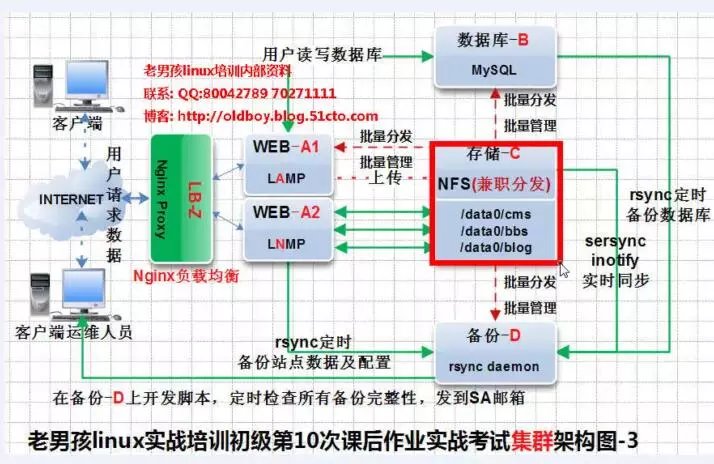 老男孩linux培训内部资料
联系: QQ:80042789 70271111
博客: http://oldboy.blog.51cto.com
用户读写数据库
数据库-B
MySQL
客户端
INTERNET
用户请求数据
客户端运维人员
Nginx Proxy
LB-Z
Nginx负载均衡
WEB-A1
LAMP
WEB-A2
LNMP
批量分发
批量管理
上传
批量分发
批量管理
存储-C
NFS(兼职分发)
/data0/cms
/data0/bbs
/data0/blog
rsync定时
备份数据库
sersync
inotify
实时同步
批量分发
批量管理
rsync定时
备份站点数据及配置
备份-D
rsync daemon
在备份-D上开发脚本，定时检查所有备份完整性，发到SA邮箱
老男孩linux实战培训初级第10次课后作业实战考试集群架构图-3